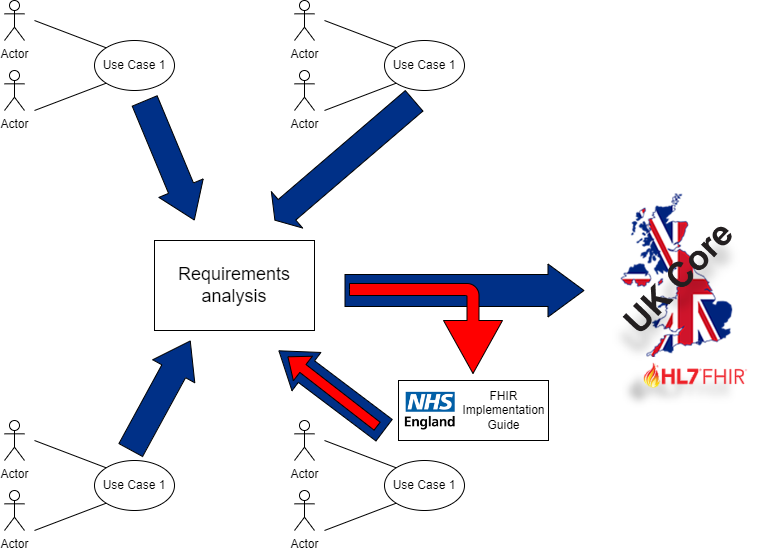 Actor
Use Case 1
Actor
Actor
Use Case 1
Actor
Requirements
analysis
UK Core
HL7 FHIR
NHS
England
FHIR
Implementation
Guide
Actor
Use Case 1
Actor
Actor
Use Case 1
Actor